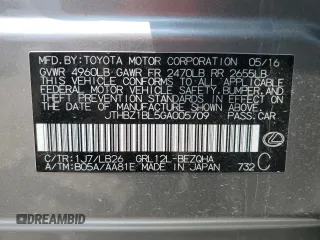 MFD.BY:TOYOTA MOTOR CORPORATION 05/16
GVWR 4960LB GAWR FR 2470LB RR 2655LB
THIS VEHICLE CONFORMS TO ALL APPLICABLE
FEDERAL MOTOR VEHICLE SAFETY, BUMPER, AND
THEFT PREVENTION STANDARDS IN EFFECT ON
THE DATE OF MANUFACTURE SHOWN ABOVE.
JTHBZ1BL5GA005709 PASS.CAR
C/TR:1J7/LB26 GRL12L-BEZQHA C
A/TM:B05A/AA81E MADE IN JAPAN 732